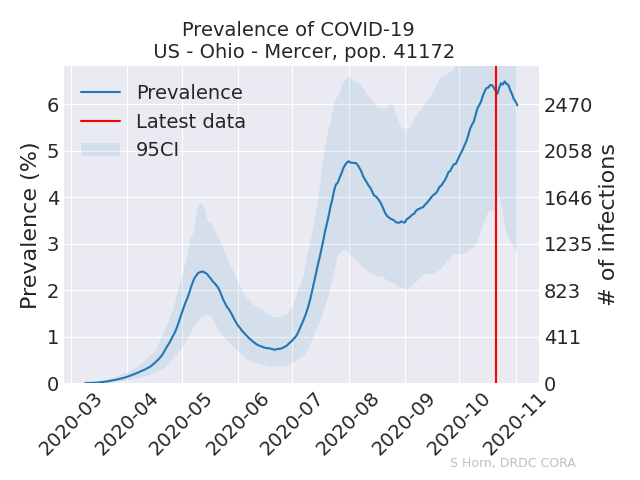 Prevalence of COVID-19
US - Ohio - Mercer, pop. 41172
Prevalence
Latest data
95CI
Prevalence (%)
6
5
4
3
2
1
0
2470
2058
1646
1235
823
411
0
# of infections
2020-03
2020-04
2020-05
2020-06
2020-07
2020-08
2020-09
2020-10
2020-11
S Horn, DRDC CORA